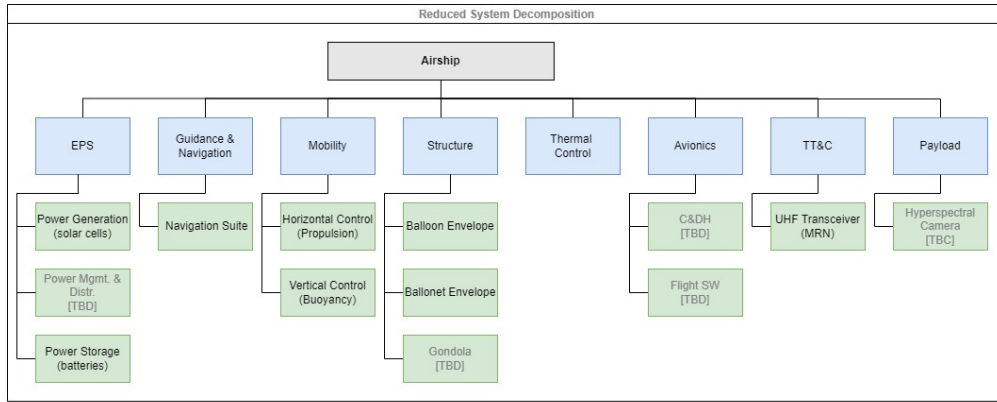 Reduced System Decomposition
Airship
EPS
Guidance &
Navigation
Mobility
Structure
Thermal
Control
Avionics
TT&C
Payload
Power Generation
(solar cells)
Navigation Suite
Horizontal Control
(Propulsion)
Balloon Envelope
C&DH
[TBD]
UHF Transceiver
(MRN)
Hyperspectral
Camera
[TBC]
Power Mgmt. &
Distr.
[TBD]
Vertical Control
(Buoyancy)
Ballonet Envelope
Flight SW
[TBD]
Power Storage
(batteries)
Gondola
[TBD]